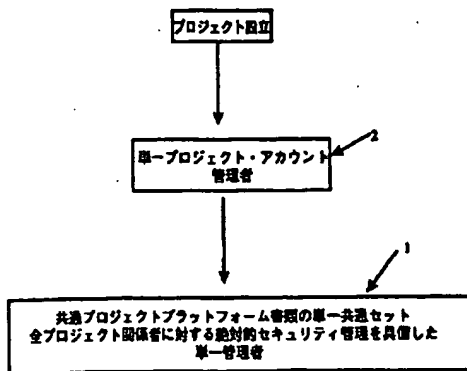 プロジェクト設立
2
単一プロジェクト・アカウント
管理者
1
共通プロジェクトプラットフォーム書類の単一共通セット
全プロジェクト関係者に対する絶対的セキュリティ管理を具備した
単一管理者